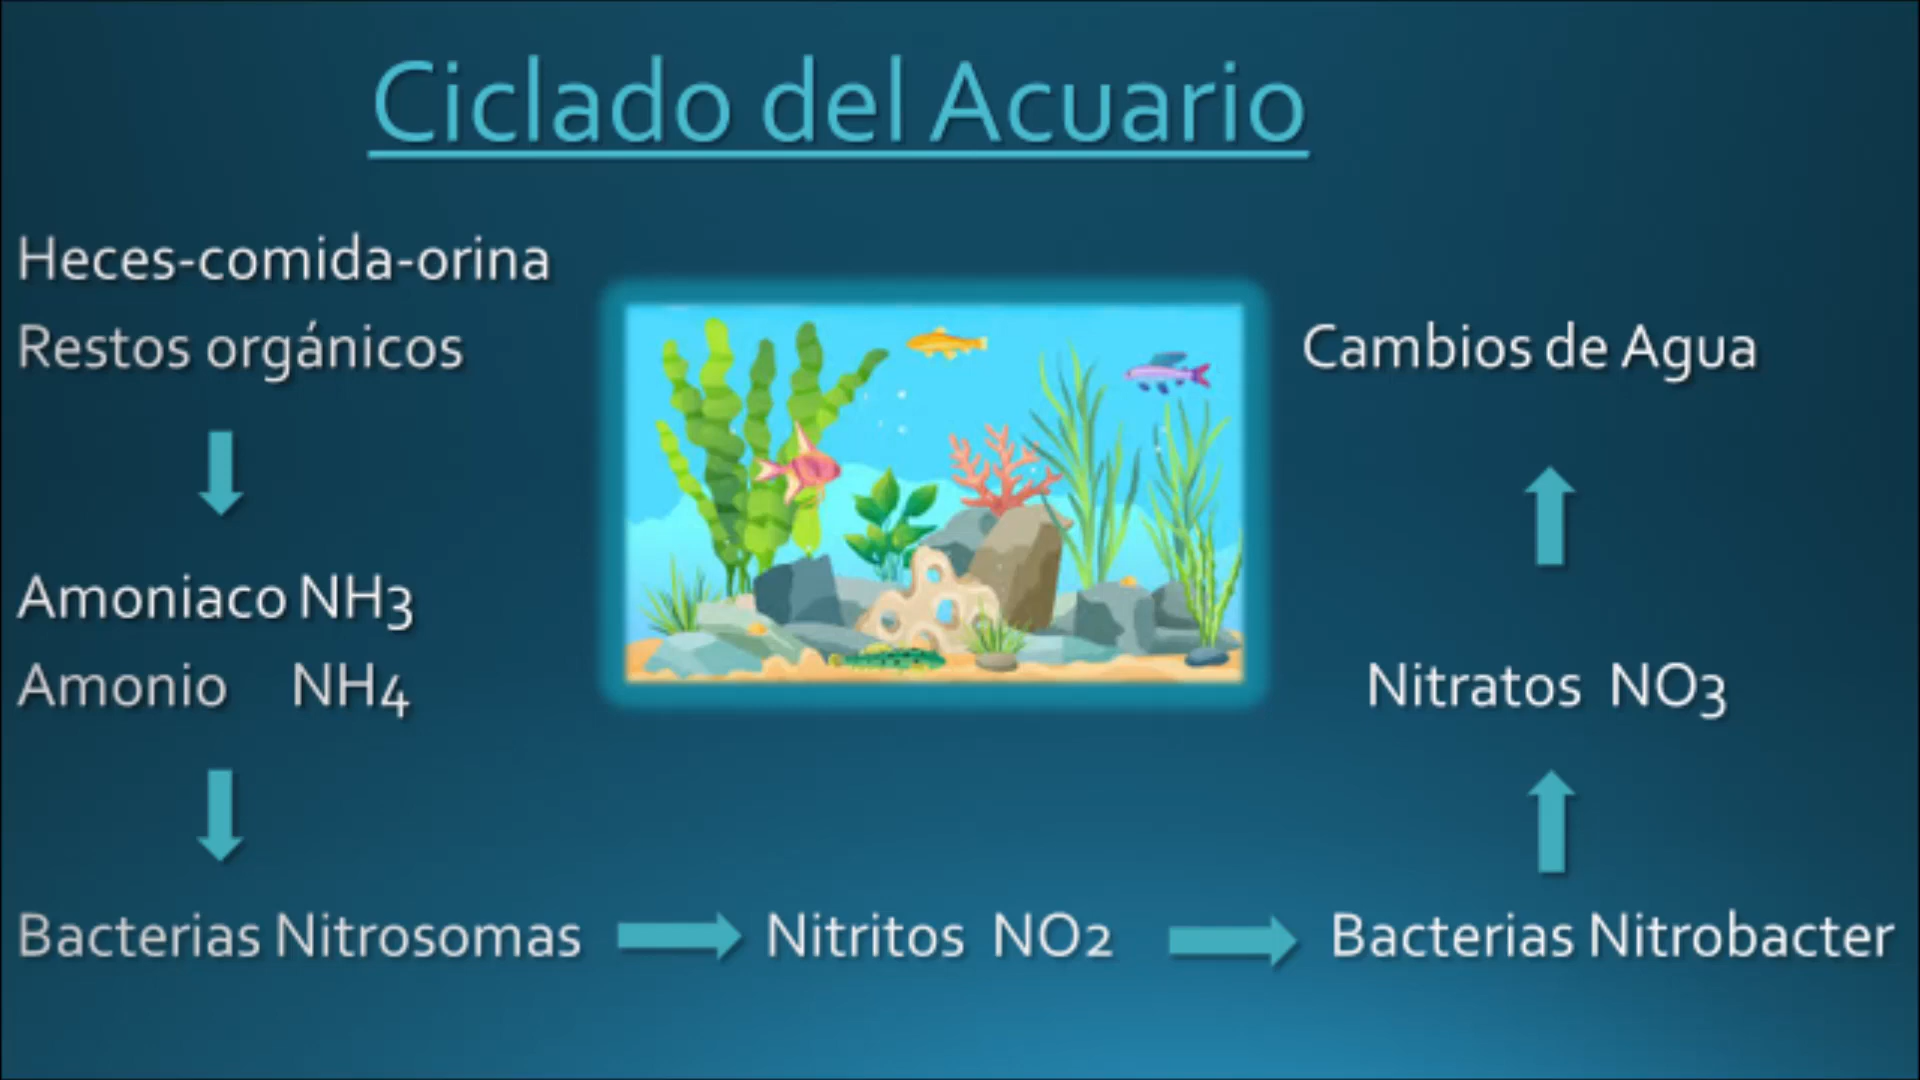 Ciclado del Acuario
Heces-comida-orina
Restos orgánicos
Amoniaco NH3
Amonio NH4
Bacterias Nitrosomas
Nitritos NO2
Bacterias Nitrobacter
Nitratos NO3
Cambios de Agua